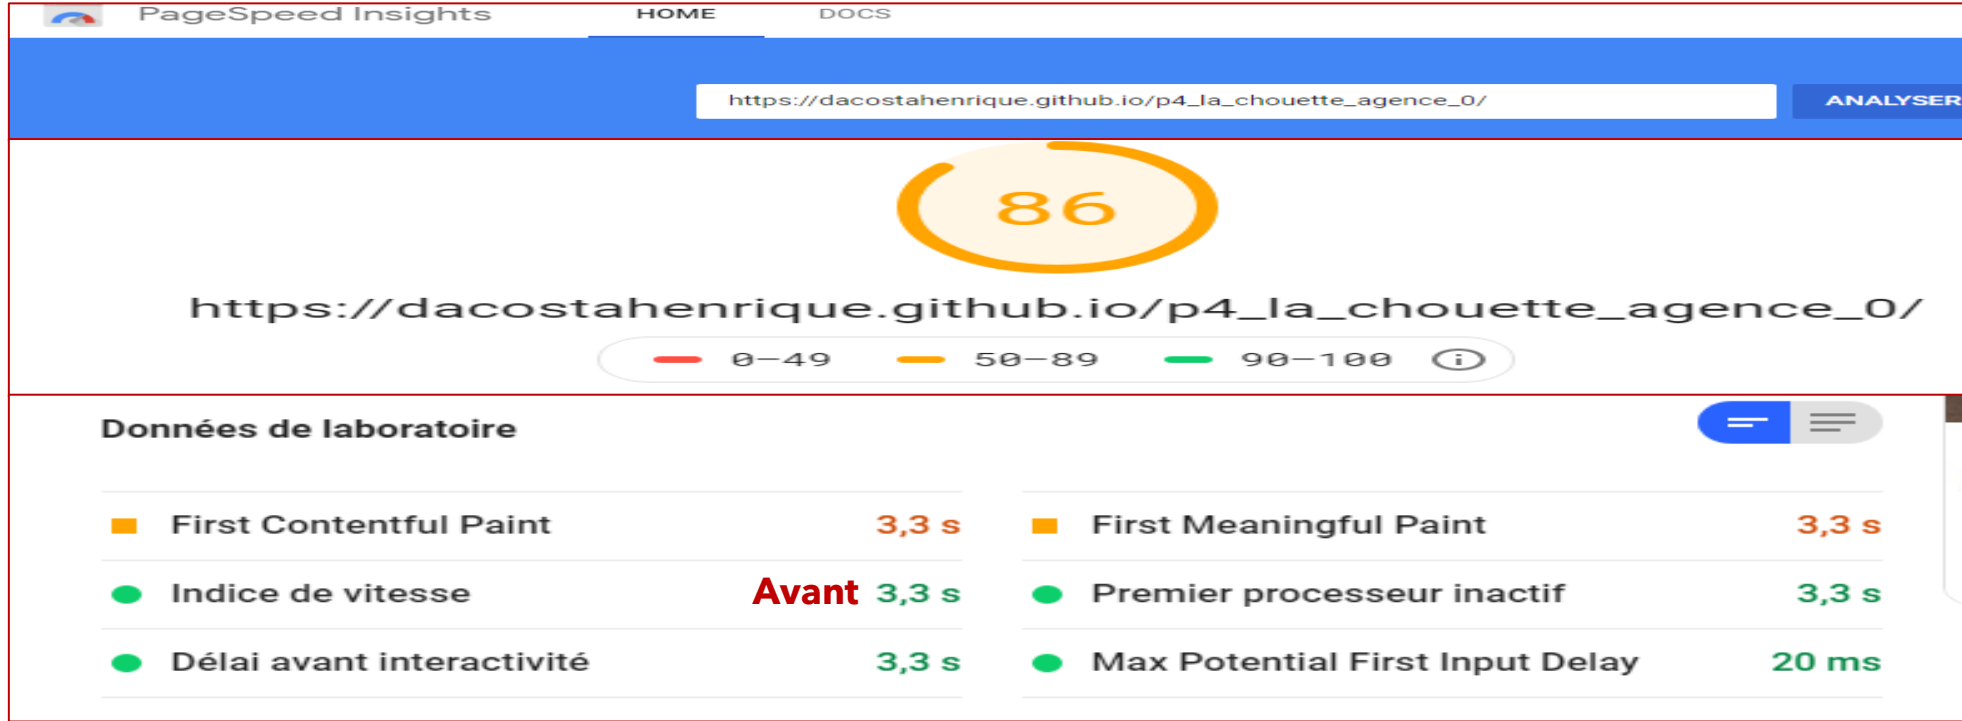 PageSpeed Insights HOME DOCS
https://dacostahenrique.github.io/p4_la_chouette_agence_0/ ANALYSER
86
https://dacostahenrique.github.io/p4_la_chouette_agence_0/
0–49 50–89 90–100
Données de laboratoire
First Contentful Paint 3,3 s First Meaningful Paint 3,3 s
Indice de vitesse Avant 3,3 s Premier processeur inactif 3,3 s
Délai avant interactivité 3,3 s Max Potential First Input Delay 20 ms